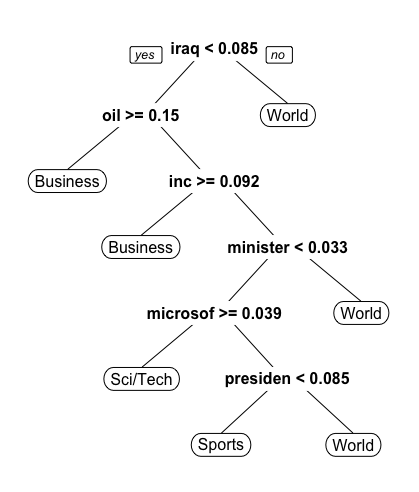 yes iraq < 0.085 no
oil >= 0.15 World
Business inc >= 0.092
Business minister < 0.033
microsof >= 0.039 World
Sci/Tech presiden < 0.085
Sports World